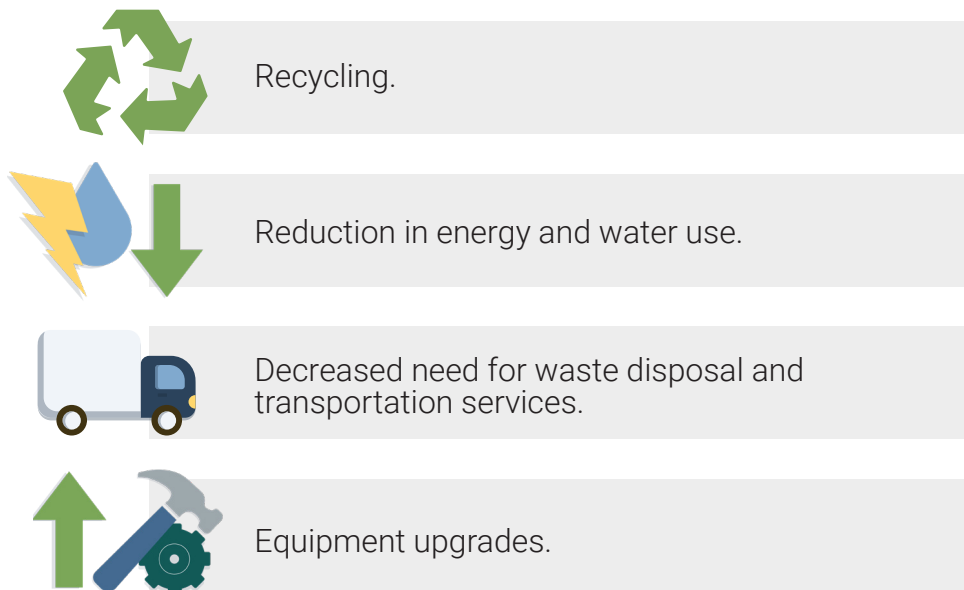 Recycling.
Reduction in energy and water use.
Decreased need for waste disposal and
transportation services.
Equipment upgrades.